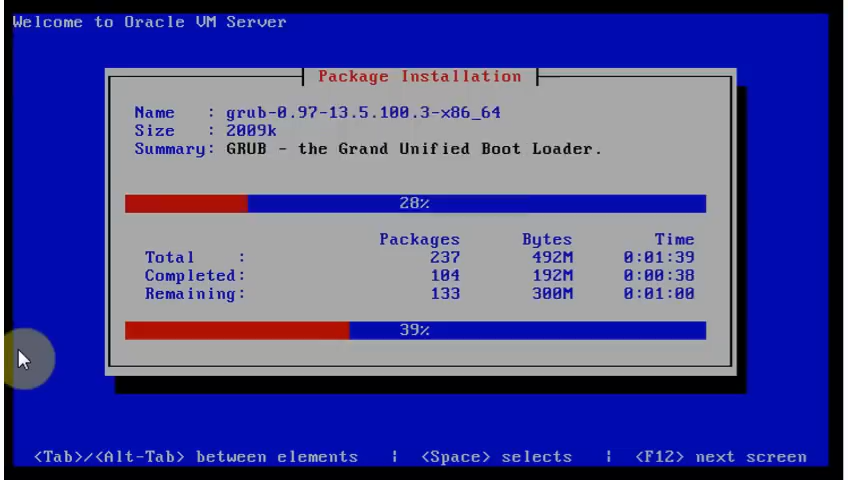 Welcome to Oracle VM Server
Package Installation
Name : grub-0.97-13.5.100.3-x86_64
Size : 2009k
Summary: GRUB - the Grand Unified Boot Loader.
28%
Packages Bytes Time
Total : 237 492M 0:01:39
Completed: 104 192M 0:00:38
Remaining: 133 300M 0:01:00
39%
<Tab>/<Alt-Tab> between elements | <Space> selects | <F12> next screen